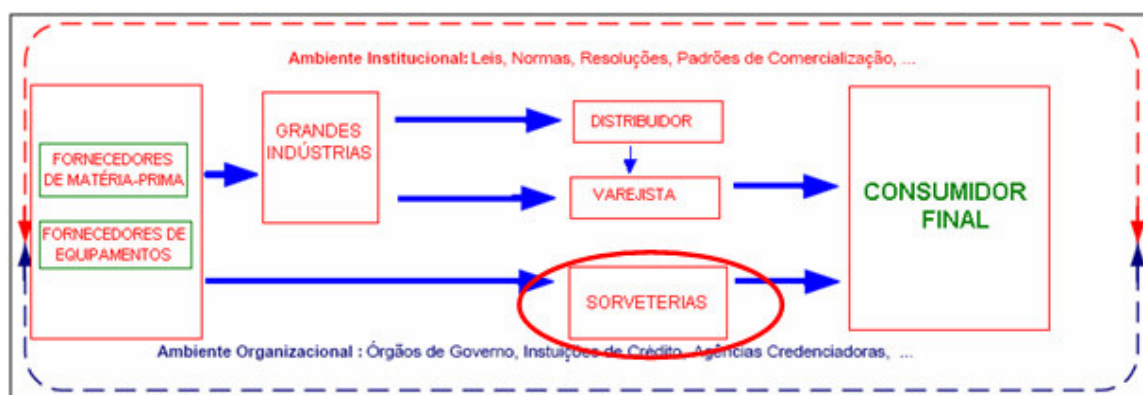 Ambiente Institucional: Leis, Normas, Resoluções, Padrões de Comercialização, ...
FORNECEDORES
DE MATÉRIA-PRIMA
FORNECEDORES DE
EQUIPAMENTOS
GRANDES
INDÚSTRIAS
DISTRIBUIDOR
VAREJISTA
SORVETERIAS
CONSUMIDOR
FINAL
Ambiente Organizacional : Órgãos de Governo, Instuições de Crédito, Agências Credenciadoras, ...